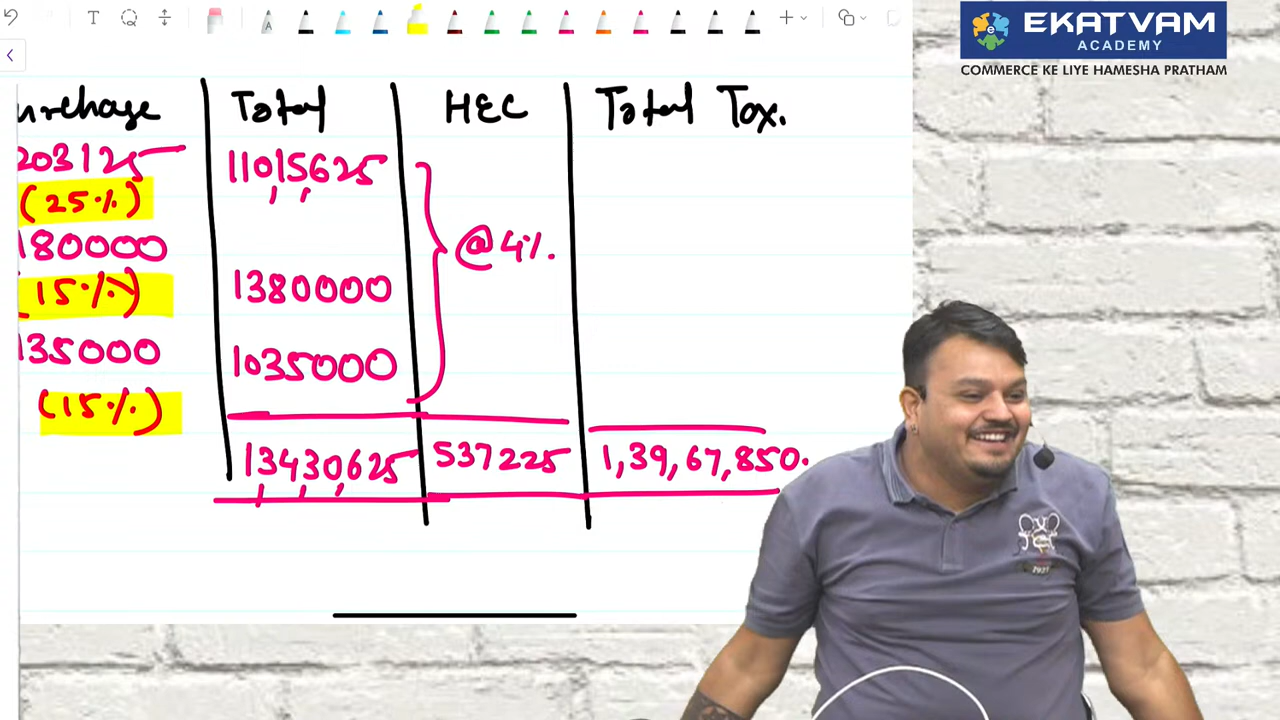 EKATVAM
ACADEMY
COMMERCE KE LIYE HAMESHA PRATHAM
Total HEC Total Tax.
203125 11015625
(25%)
@4%.
180000
(15%) 1380000
135000 1035000
(15%)
13430625 537225 1,39,67,850.